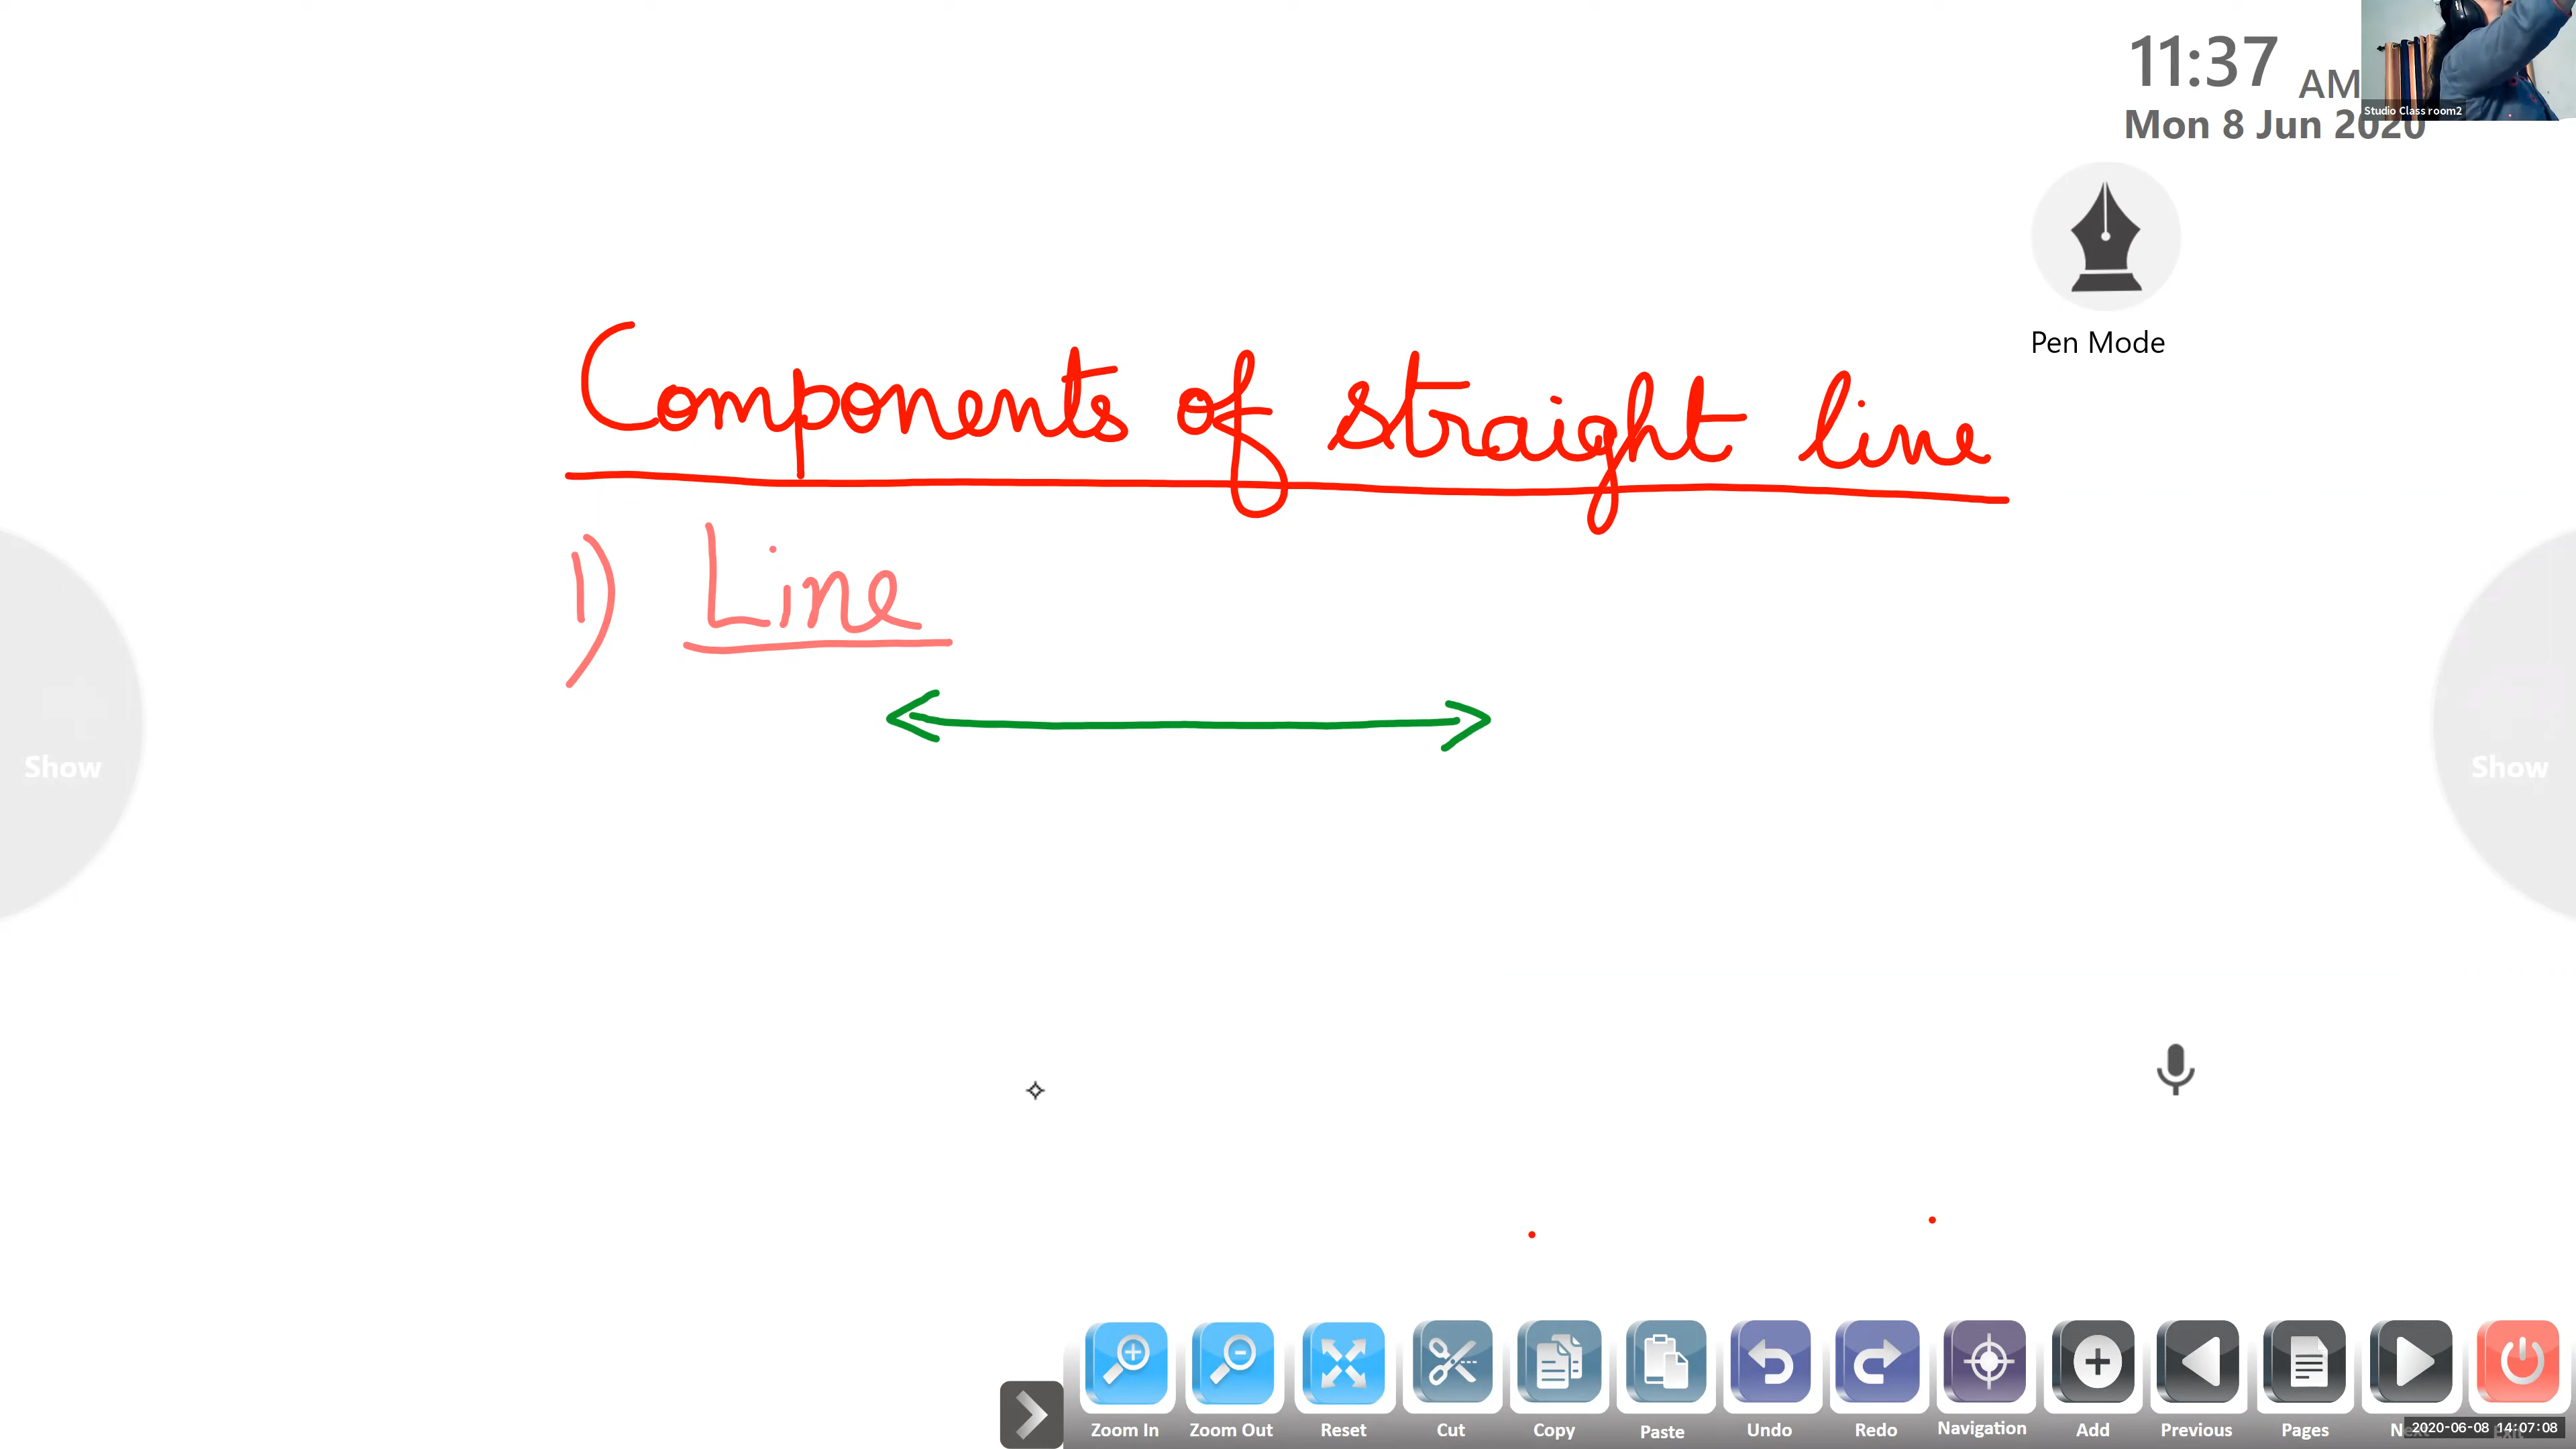 11:37 AM
Studio Class room2
Mon 8 Jun 2020
Pen Mode
Components of straight line
1) Line
Show
Show
Zoom In Zoom Out Reset Cut Copy Paste Undo Redo Navigation Add Previous Pages
2020-06-08 14:07:08